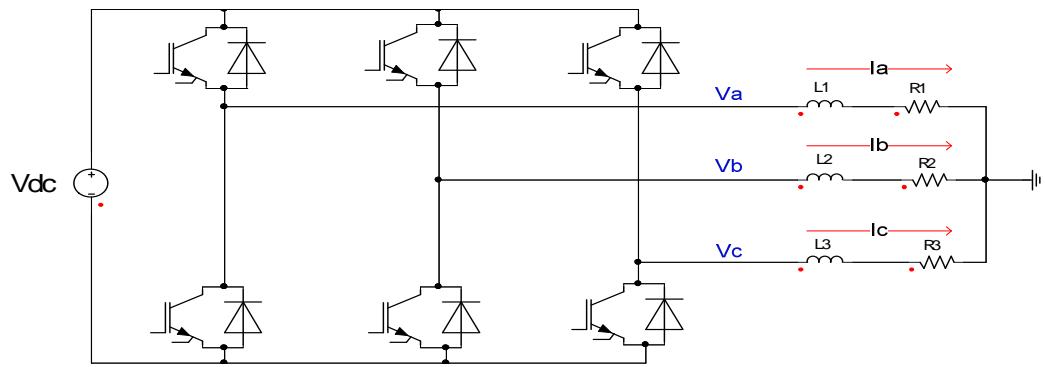 Ia
L1
R1
Va
Ib
L2
R2
Vdc
+
−
Vb
Ic
L3
R3
Vc